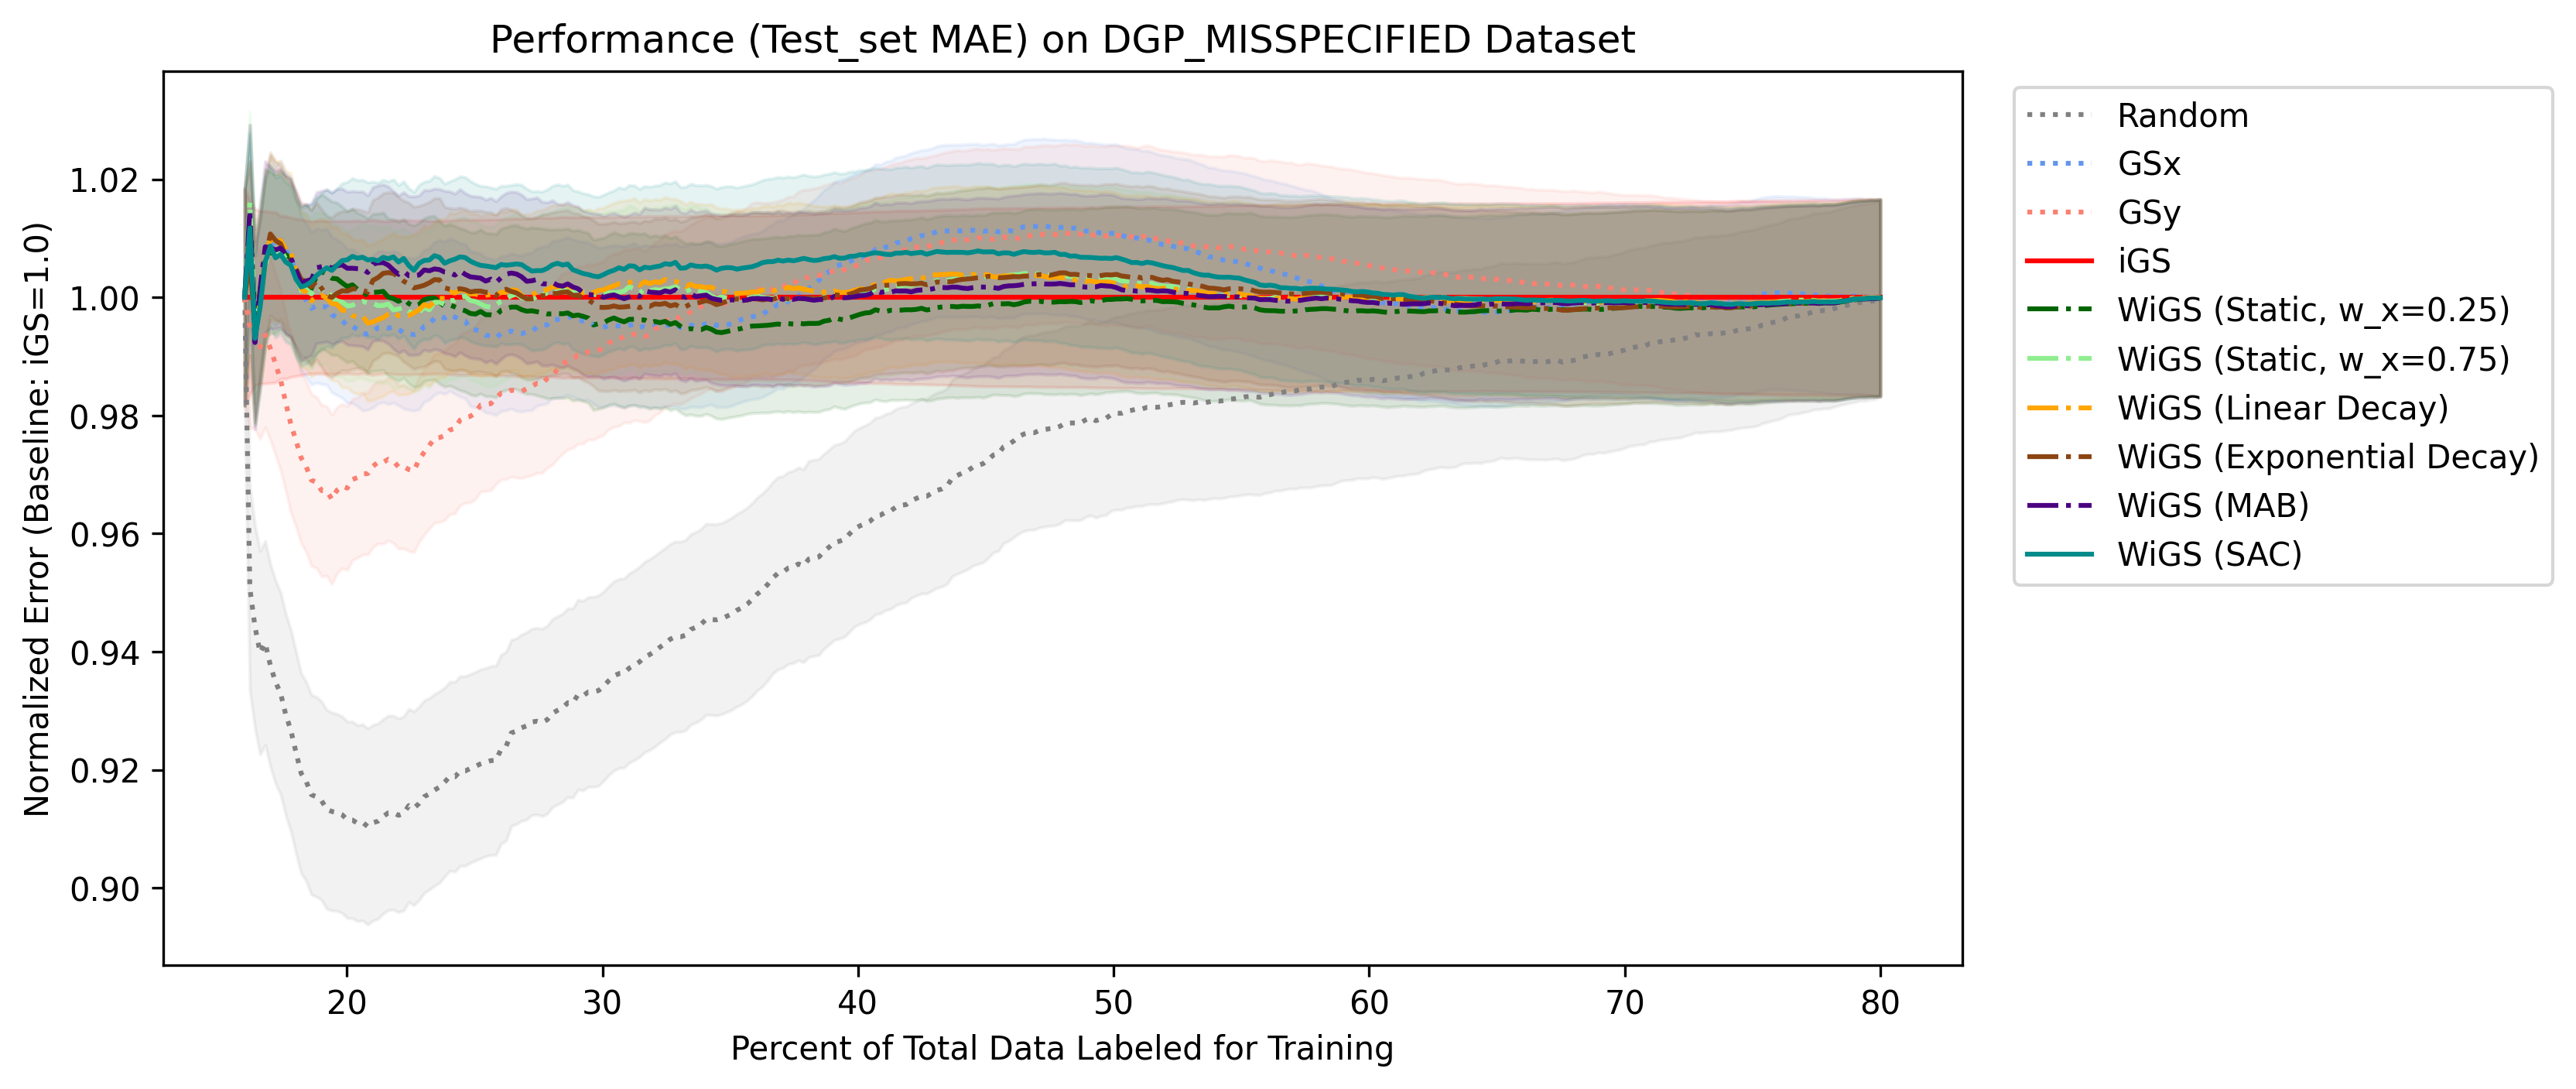 Performance (Test_set MAE) on DGP_MISSPECIFIED Dataset
Normalized Error (Baseline: iGS=1.0)
1.02
1.00
0.98
0.96
0.94
0.92
0.90
20 30 40 50 60 70 80
Percent of Total Data Labeled for Training
Random
GSx
GSy
iGS
WiGS (Static, w_x=0.25)
WiGS (Static, w_x=0.75)
WiGS (Linear Decay)
WiGS (Exponential Decay)
WiGS (MAB)
WiGS (SAC)